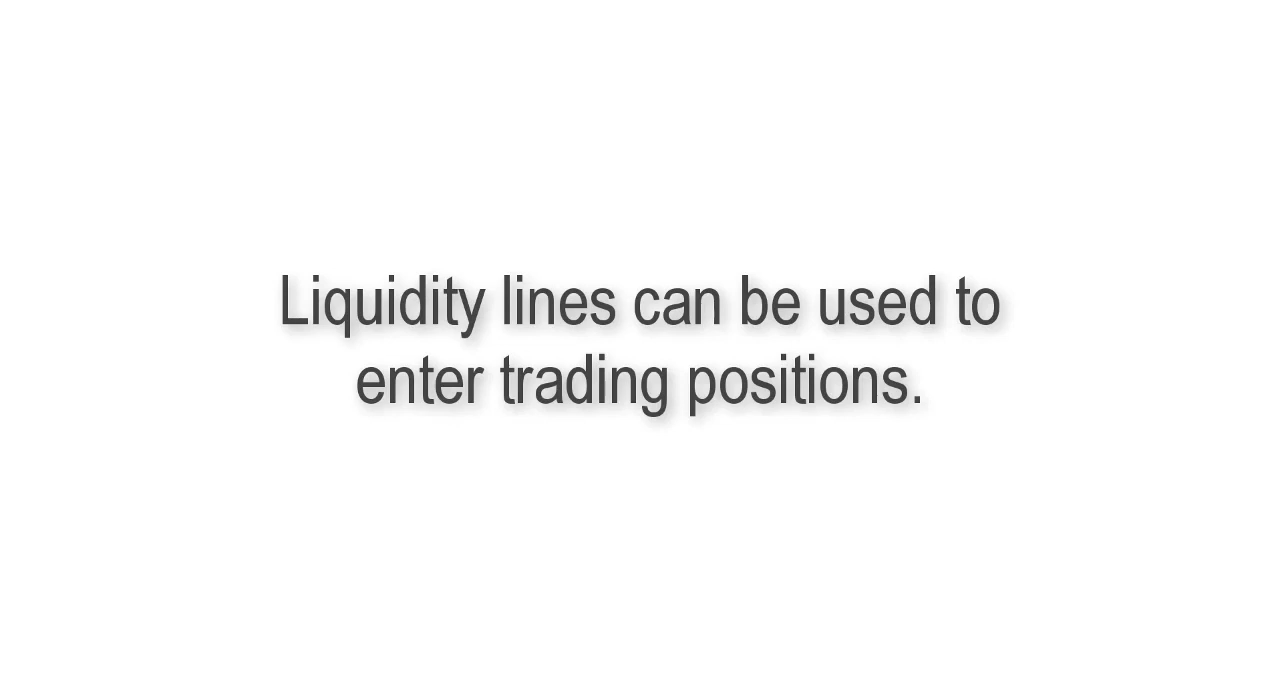 Liquidity lines can be used to
enter trading positions.